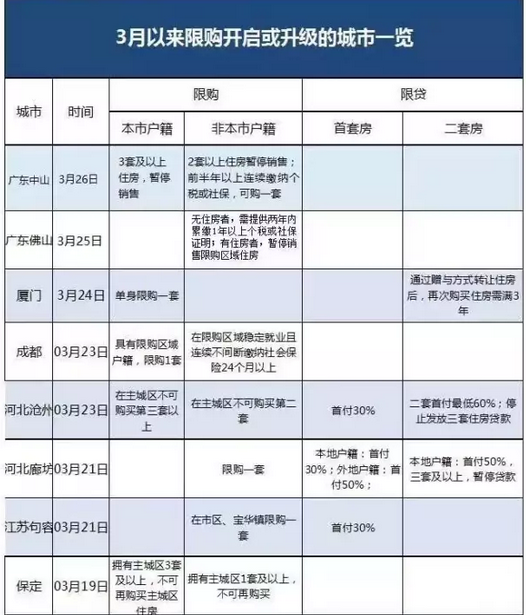 3月以来限购开启或升级的城市一览
城市
时间
限购
限贷
本市户籍
非本市户籍
首套房
二套房
广东中山
3月26日
3套及以上
住房，暂停
销售
2套以上住房暂停销售；
前半年以上连续缴纳个
税或社保，可购一套
广东佛山
3月25日
无住房者，需提供两年内
累缴1年以上个税或社保
证明；有住房者，暂停销
售限购区域住房
厦门
3月24日
单身限购一套
通过赠与方式转让住房
后，再次购买住房需满3
年
成都
03月23日
具有限购区域
户籍，限购1套
在限购区域稳定就业且
连续不间断缴纳社会保
险24个月以上
河北沧州
03月23日
在主城区不可
购买第三套以
上
在主城区不可购买第二
套
首付30%
二套首付最低60%；停
止发放三套住房贷款
河北廊坊
03月21日
限购一套
本地户籍：首付
30%；外地户籍：首
付50%；
本地户籍：首付50%，
三套及以上，暂停贷款
江苏句容
03月21日
在市区、宝华镇限购一
套
首付30%
保定
03月19日
拥有主城区3套
及以上，不可
再购买主城区
住房
拥有主城区1套及以上，
不可再购买